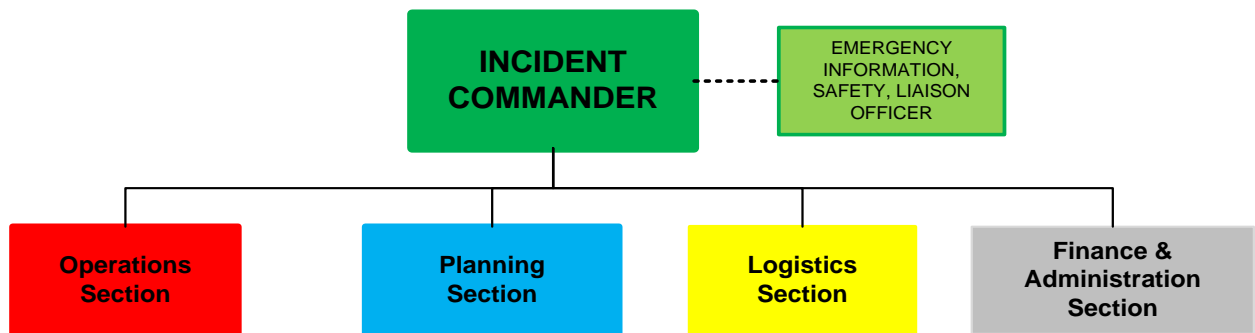 INCIDENT
COMMANDER
EMERGENCY
INFORMATION,
SAFETY, LIAISON
OFFICER
Operations
Section
Planning
Section
Logistics
Section
Finance &
Administration
Section